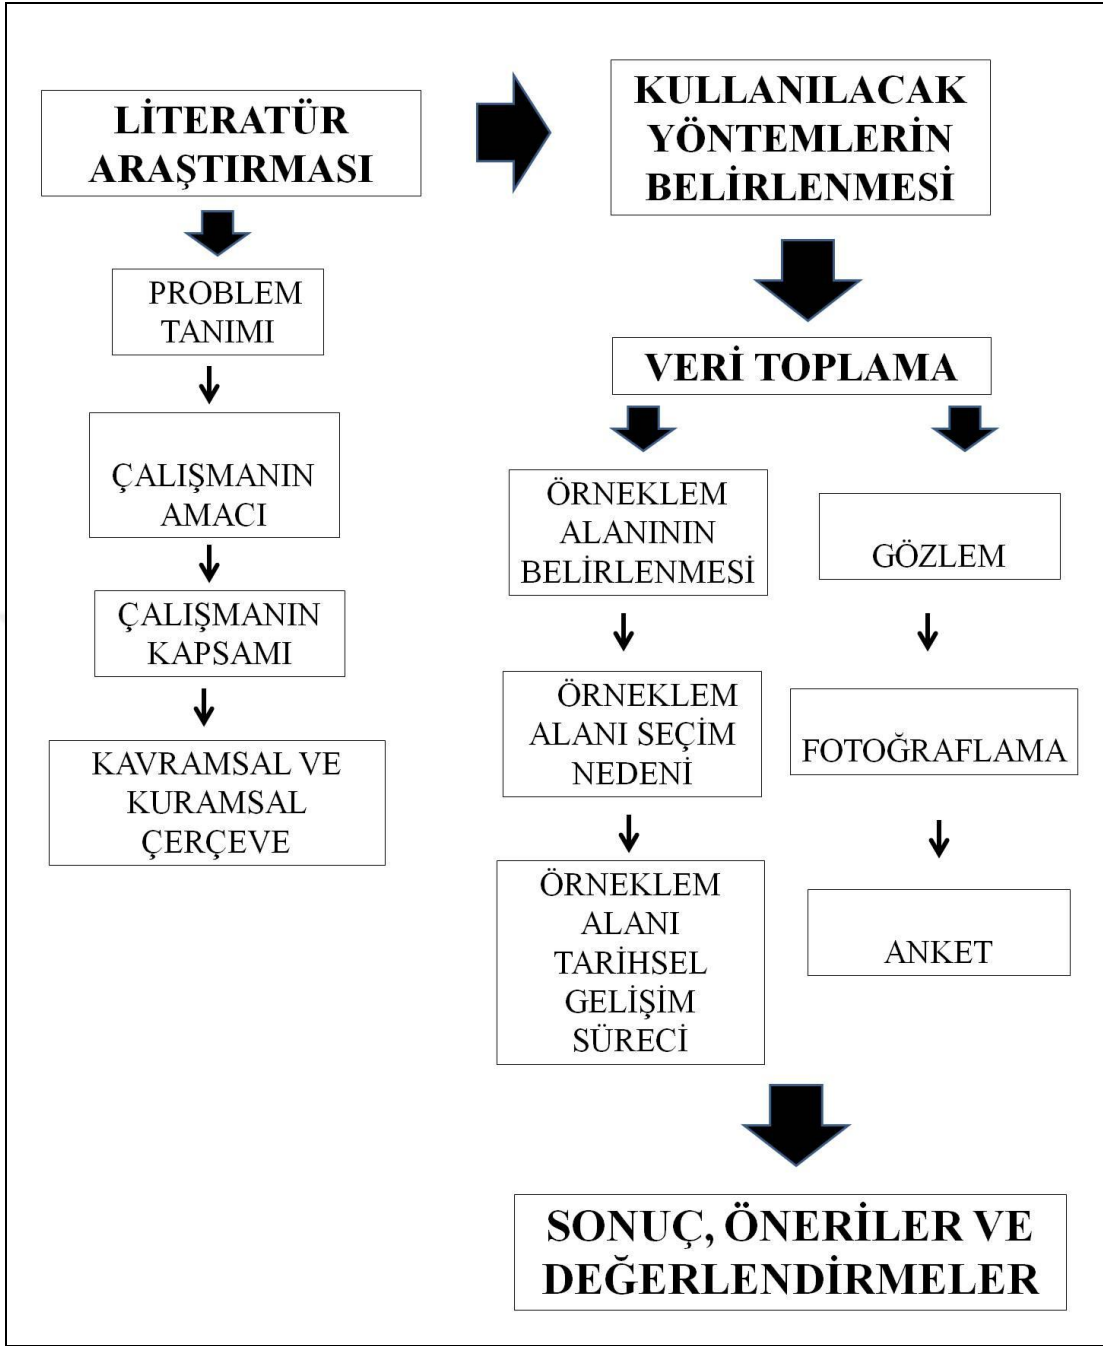 LİTERATÜR
ARAŞTIRMASI
PROBLEM
TANIMI
ÇALIŞMANIN
AMACI
ÇALIŞMANIN
KAPSAMI
KAVRAMSAL VE
KURAMSAL
ÇERÇEVE
KULLANILACAK
YÖNTEMLERİN
BELİRLENMESİ
VERİ TOPLAMA
ÖRNEKLEM
ALANININ
BELİRLENMESİ
ÖRNEKLEM
ALANI SEÇİM
NEDENİ
ÖRNEKLEM
ALANI
TARİHSEL
GELİŞİM
SÜRECİ
GÖZLEM
FOTOĞRAFLAMA
ANKET
SONUÇ, ÖNERİLER VE
DEĞERLENDİRMELER